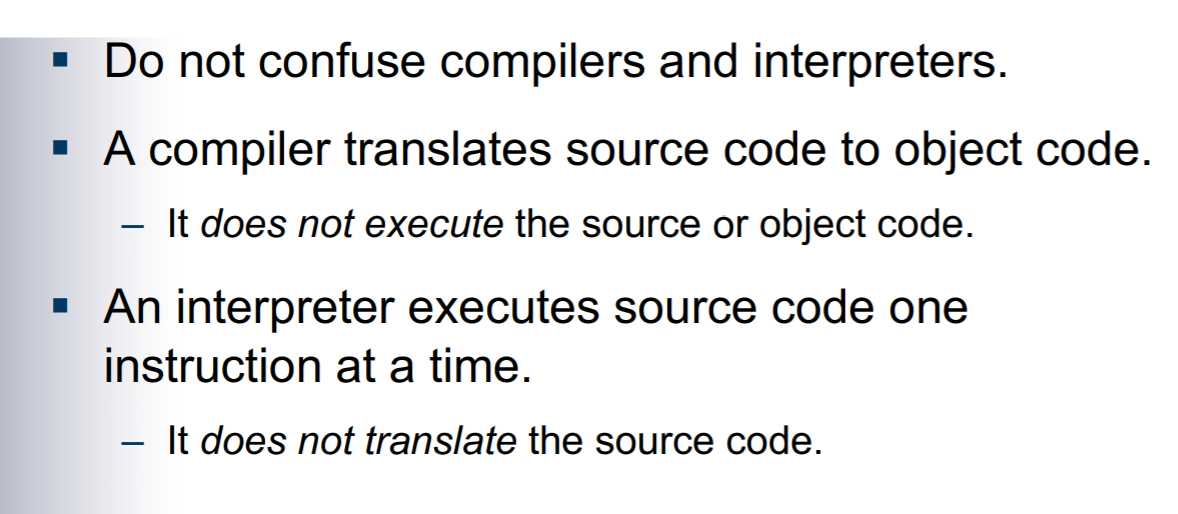 ▪ Do not confuse compilers and interpreters.
▪ A compiler translates source code to object code.
– It does not execute the source or object code.
▪ An interpreter executes source code one
instruction at a time.
– It does not translate the source code.